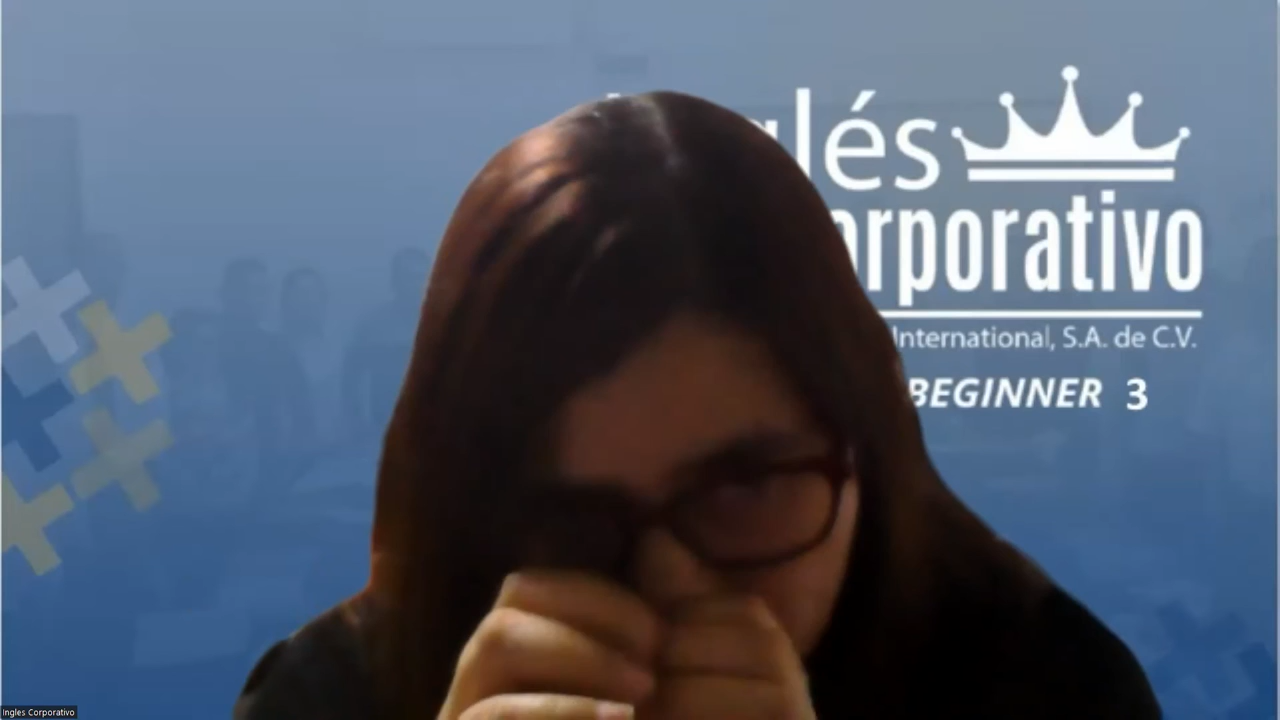 lés
orporativo
International, S.A. de C.V.
BEGINNER 3
Ingles Corporativo